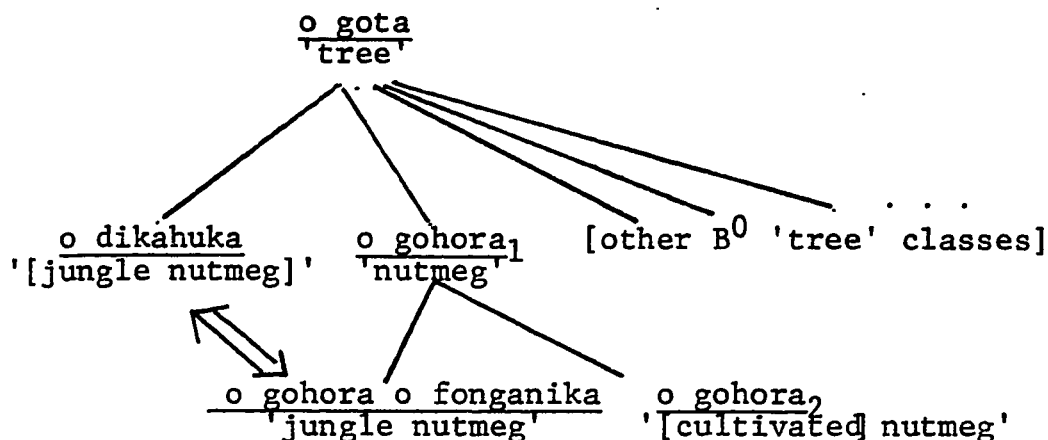 o gota
'tree'
. . .
o dikahuka o gohora₁ [other B⁰ 'tree' classes]
'[jungle nutmeg]' 'nutmeg'
o gohora o fonganika o gohora₂
'jungle nutmeg' '[cultivated] nutmeg'